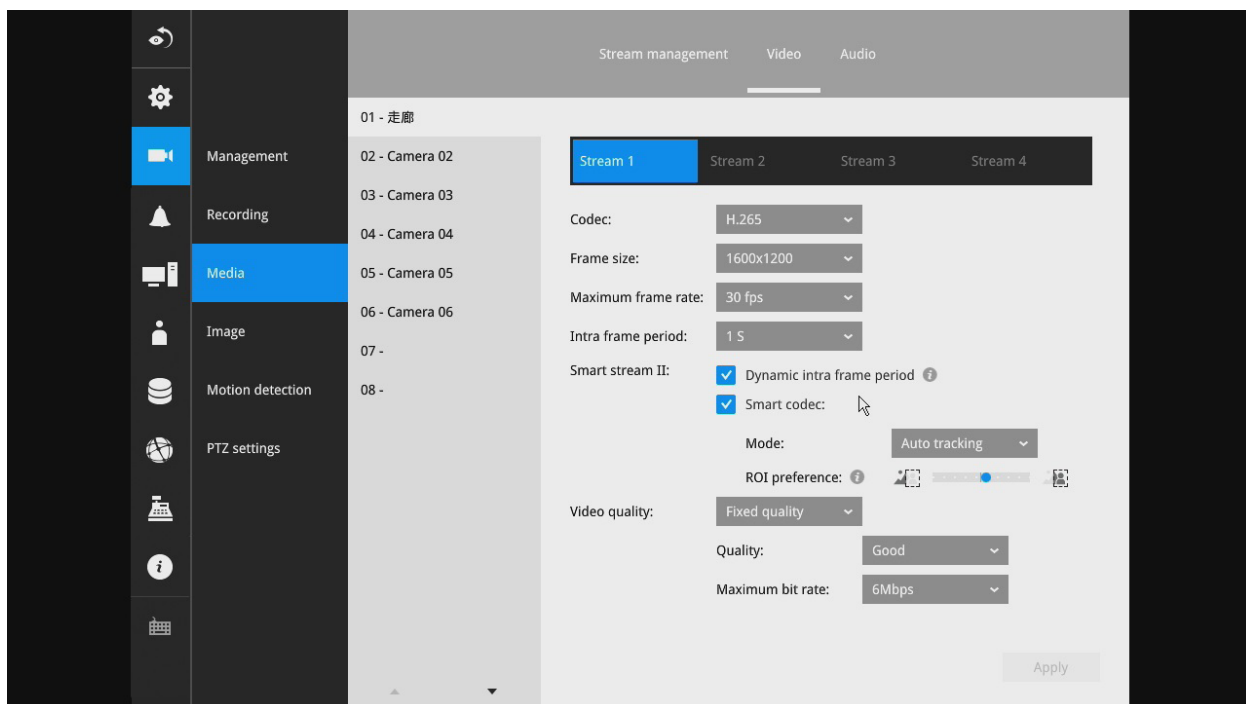 Stream management Video Audio
Management
Recording
Media
Image
Motion detection
PTZ settings
01 - 走廊
02 - Camera 02
03 - Camera 03
04 - Camera 04
05 - Camera 05
06 - Camera 06
07 -
08 -
Stream 1 Stream 2 Stream 3 Stream 4
Codec: H.265
Frame size: 1600x1200
Maximum frame rate: 30 fps
Intra frame period: 1 S
Smart stream II: Dynamic intra frame period i
Smart codec:
Mode: Auto tracking
ROI preference: i
Video quality: Fixed quality
Quality: Good
Maximum bit rate: 6Mbps
Apply